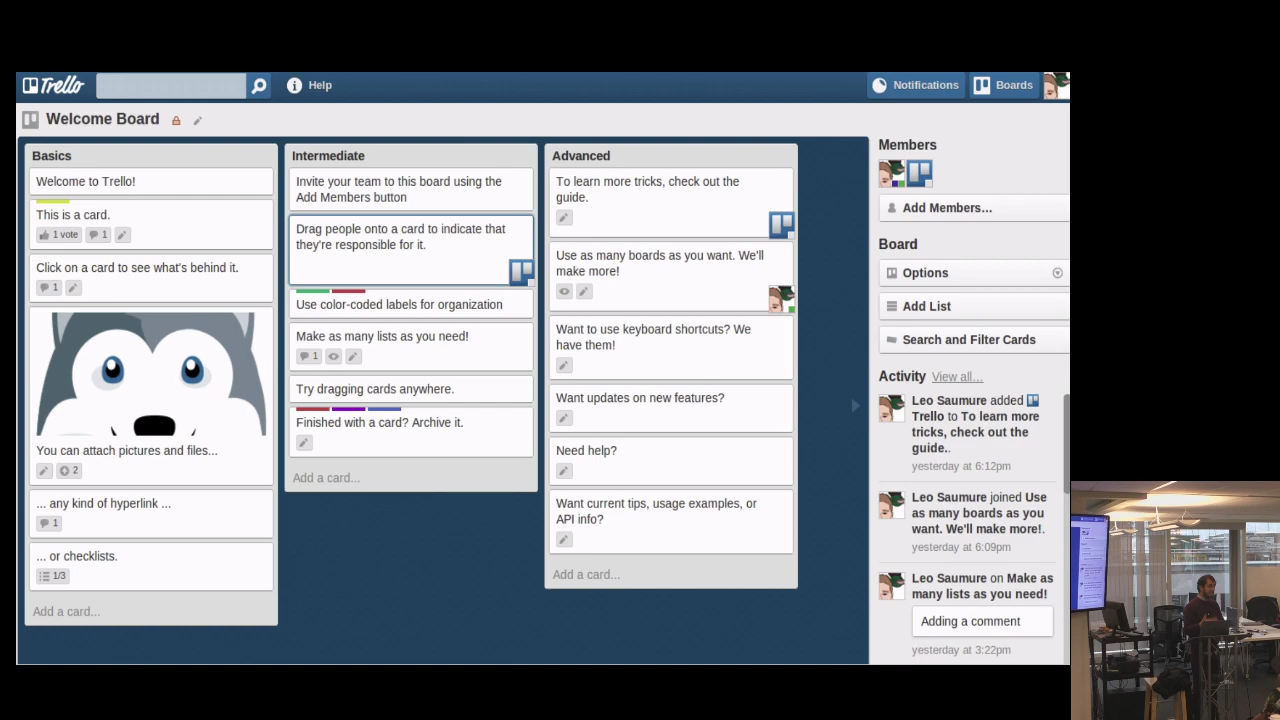 Trello
Help
Notifications
Boards
Welcome Board
Basics
Welcome to Trello!
This is a card.
1 vote
1
Click on a card to see what's behind it.
1
You can attach pictures and files...
2
... any kind of hyperlink ...
1
... or checklists.
1/3
Add a card...
Intermediate
Invite your team to this board using the
Add Members button
Drag people onto a card to indicate that
they're responsible for it.
Use color-coded labels for organization
Make as many lists as you need!
1
Try dragging cards anywhere.
Finished with a card? Archive it.
Add a card...
Advanced
To learn more tricks, check out the
guide.
Use as many boards as you want. We'll
make more!
Want to use keyboard shortcuts? We
have them!
Want updates on new features?
Need help?
Want current tips, usage examples, or
API info?
Add a card...
Members
Add Members…
Board
Options
Add List
Search and Filter Cards
Activity View all…
Leo Saumure added
Trello to To learn more
tricks, check out the
guide..
yesterday at 6:12pm
Leo Saumure joined Use
as many boards as you
want. We'll make more!.
yesterday at 6:09pm
Leo Saumure on Make as
many lists as you need!
Adding a comment
yesterday at 3:22pm